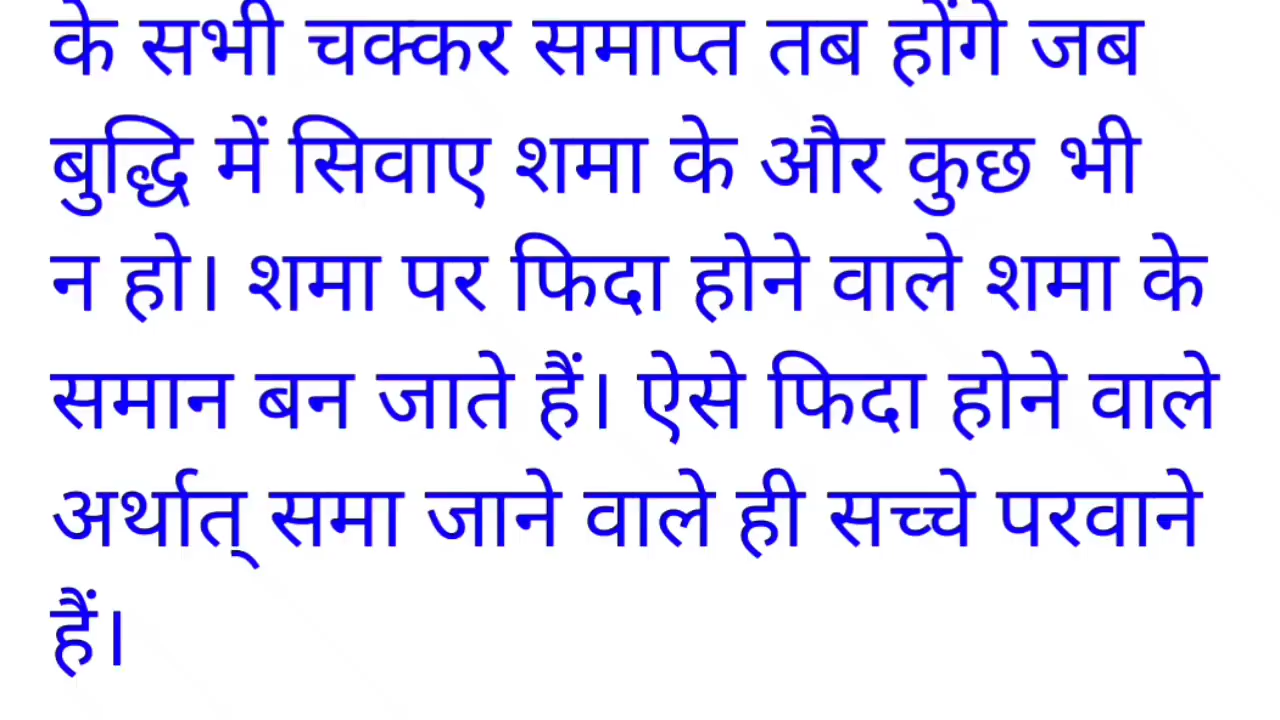 के सभी चक्कर समाप्त तब होंगे जब
बुद्धि में सिवाए शमा के और कुछ भी
न हो। शमा पर फिदा होने वाले शमा के
समान बन जाते हैं। ऐसे फिदा होने वाले
अर्थात् समा जाने वाले ही सच्चे परवाने
हैं।